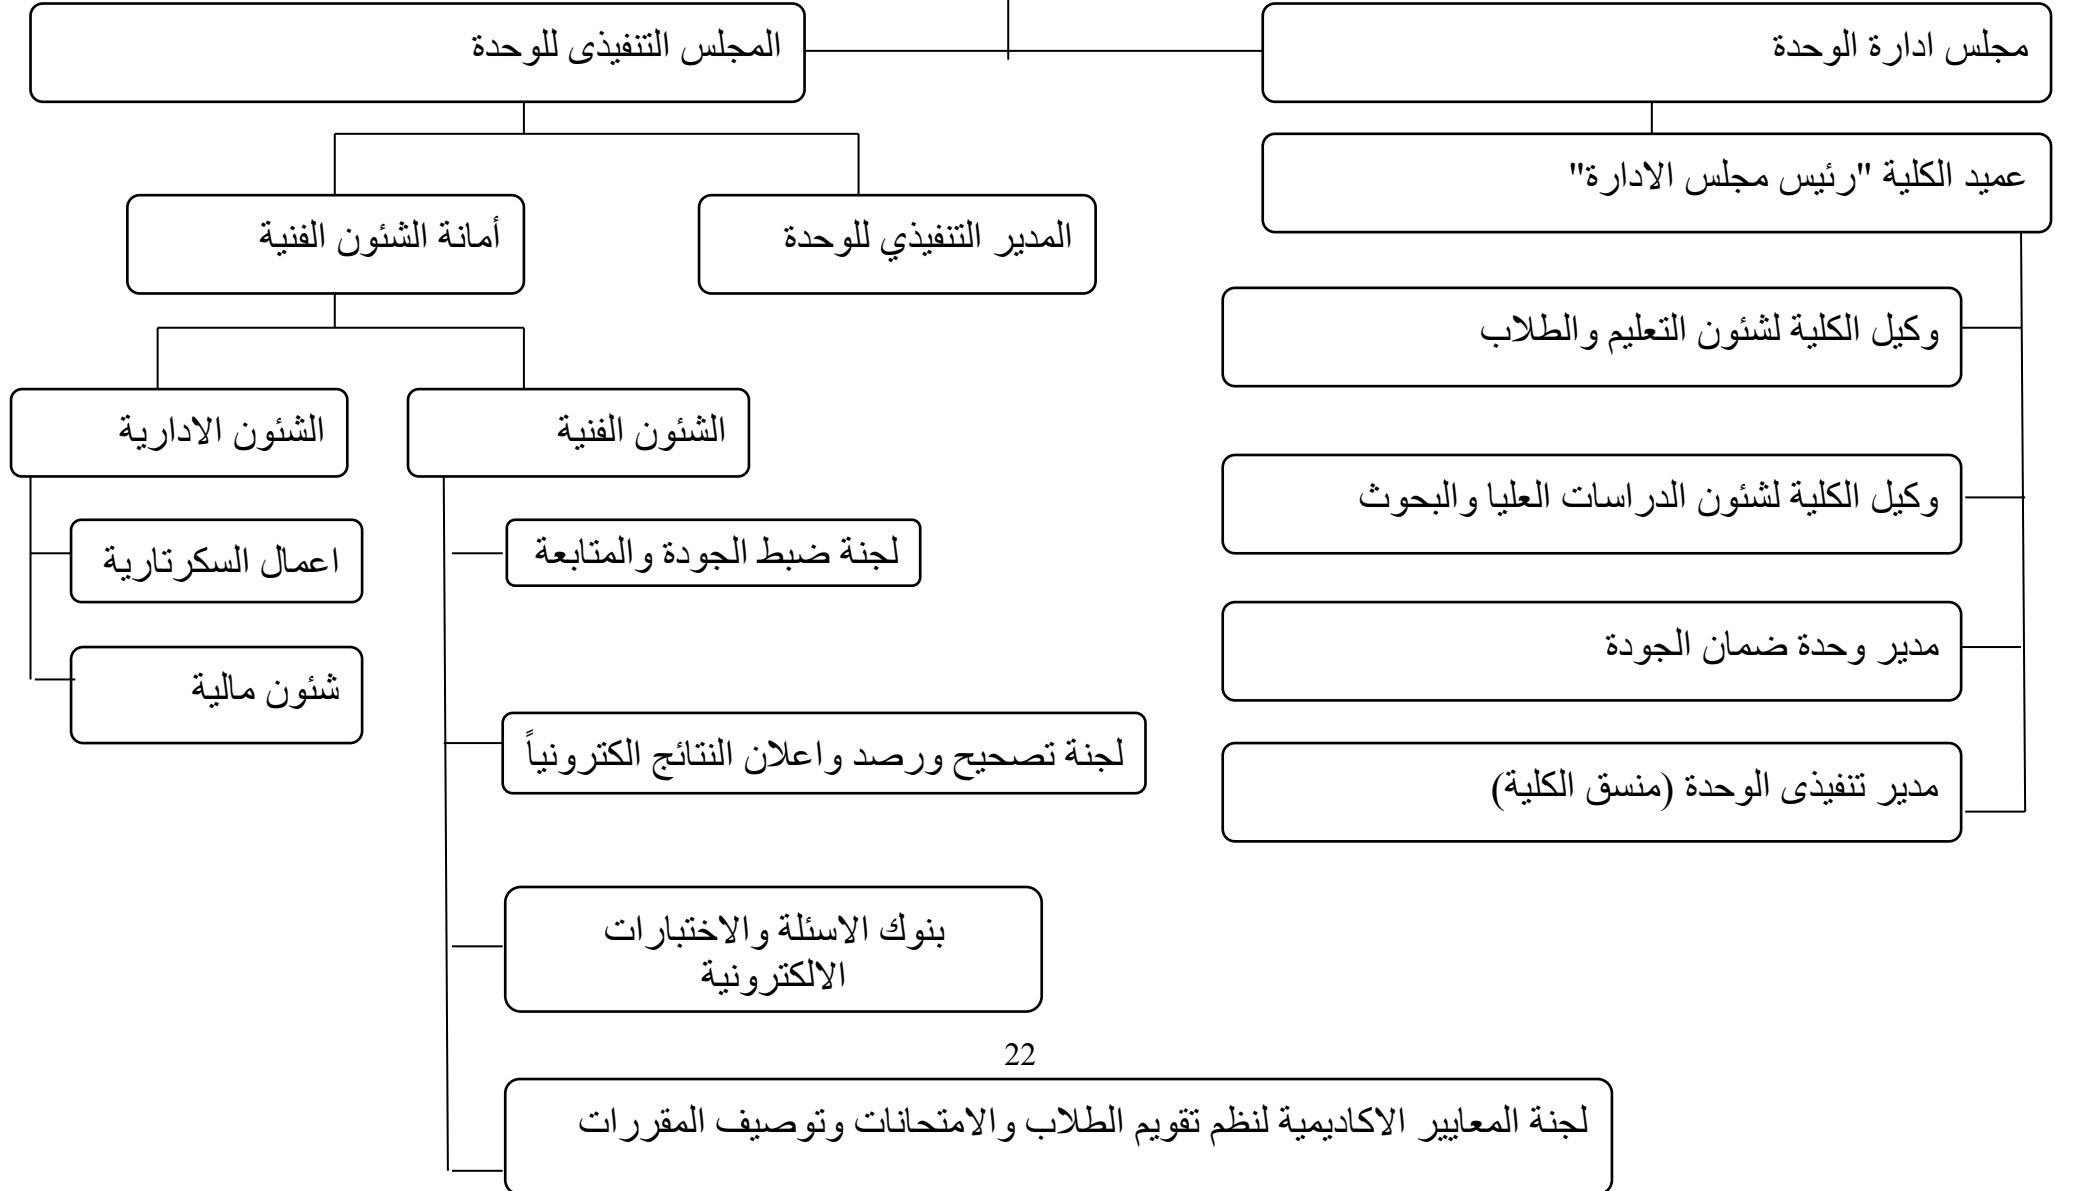 مجلس ادارة الوحدة
المجلس التنفيذى للوحدة
عميد الكلية "رئيس مجلس الادارة"
وكيل الكلية لشئون التعليم والطلاب
وكيل الكلية لشئون الدراسات العليا والبحوث
مدير وحدة ضمان الجودة
مدير تنفيذى الوحدة (منسق الكلية)
المدير التنفيذي للوحدة
أمانة الشئون الفنية
الشئون الفنية
لجنة ضبط الجودة والمتابعة
لجنة تصحيح ورصد واعلان النتائج الكترونياً
بنوك الاسئلة والاختبارات
الالكترونية
لجنة المعايير الاكاديمية لنظم تقويم الطلاب والامتحانات وتوصيف المقررات
الشئون الادارية
اعمال السكرتارية
شئون مالية
22